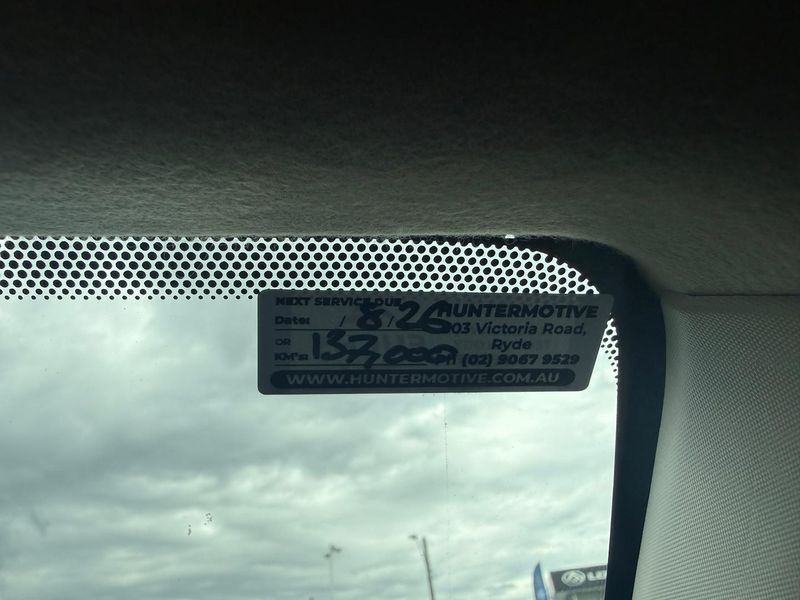 NEXT SERVICE DUE
Date: / 8 / 26
OR
KM's: 137,000
HUNTERMOTIVE
03 Victoria Road,
Ryde
(02) 9067 9529
WWW.HUNTERMOTIVE.COM.AU